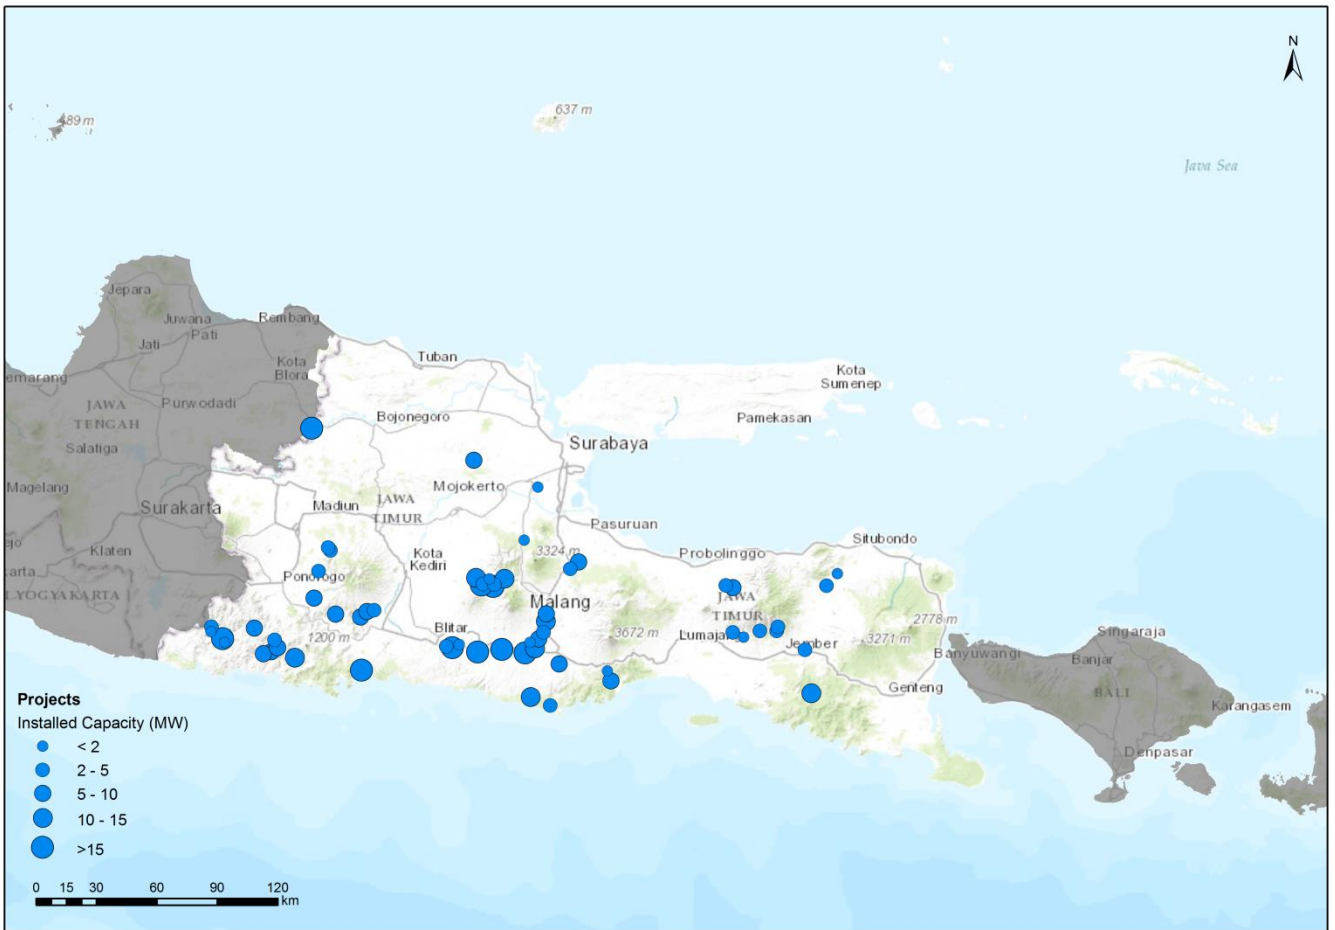 N
637 m
489 m
Java Sea
Jepara
Juwana
Rembang
Pati
Jati
Kota
Blora
Tuban
Kota
Sumenep
emarang
JAWA
TENGAH
Purwodadi
Bojonegoro
Pamekasan
Salatiga
Surabaya
Magelang
Mojokerto
Surakarta
Madiun
JAWA
TIMUR
Pasuruan
ejo
Klaten
Kota
Kediri
3324 m
Probolinggo
Situbondo
karta
Ponorogo
YOGYAKARTA
Malang
JAWA
TIMUR
2778 m
Blitar
1200 m
3672 m
Lumajang
Jember
3271 m
Banyuwangi
Singaraja
Banjar
Genteng
BALI
Karangasem
Denpasar
Projects
Installed Capacity (MW)
< 2
2 - 5
5 - 10
10 - 15
>15
0 15 30 60 90 120
km